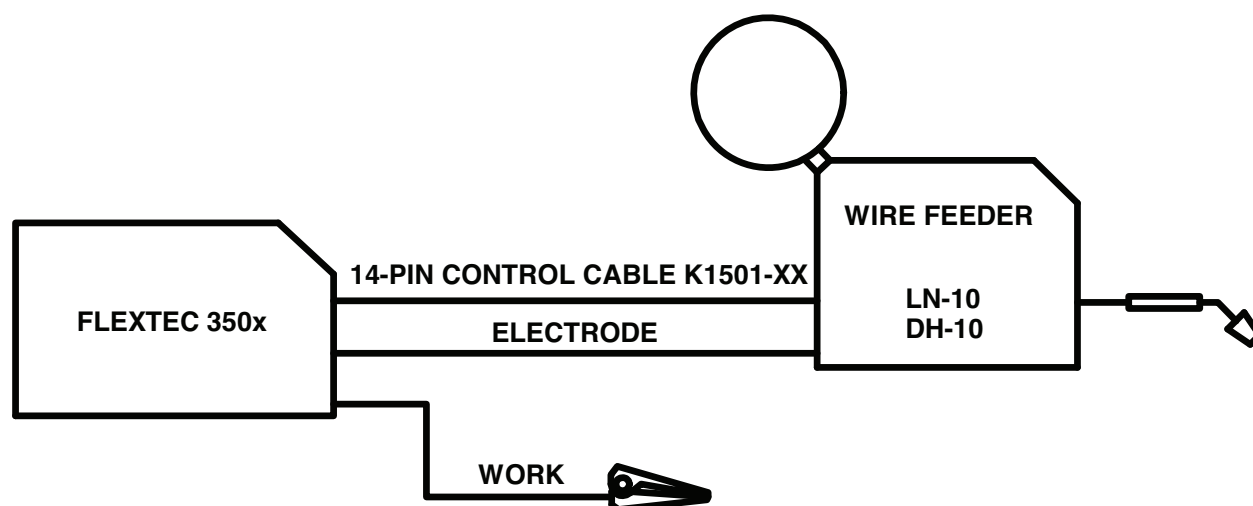 WIRE FEEDER
14-PIN CONTROL CABLE K1501-XX
LN-10
FLEXTEC 350x
ELECTRODE
DH-10
WORK